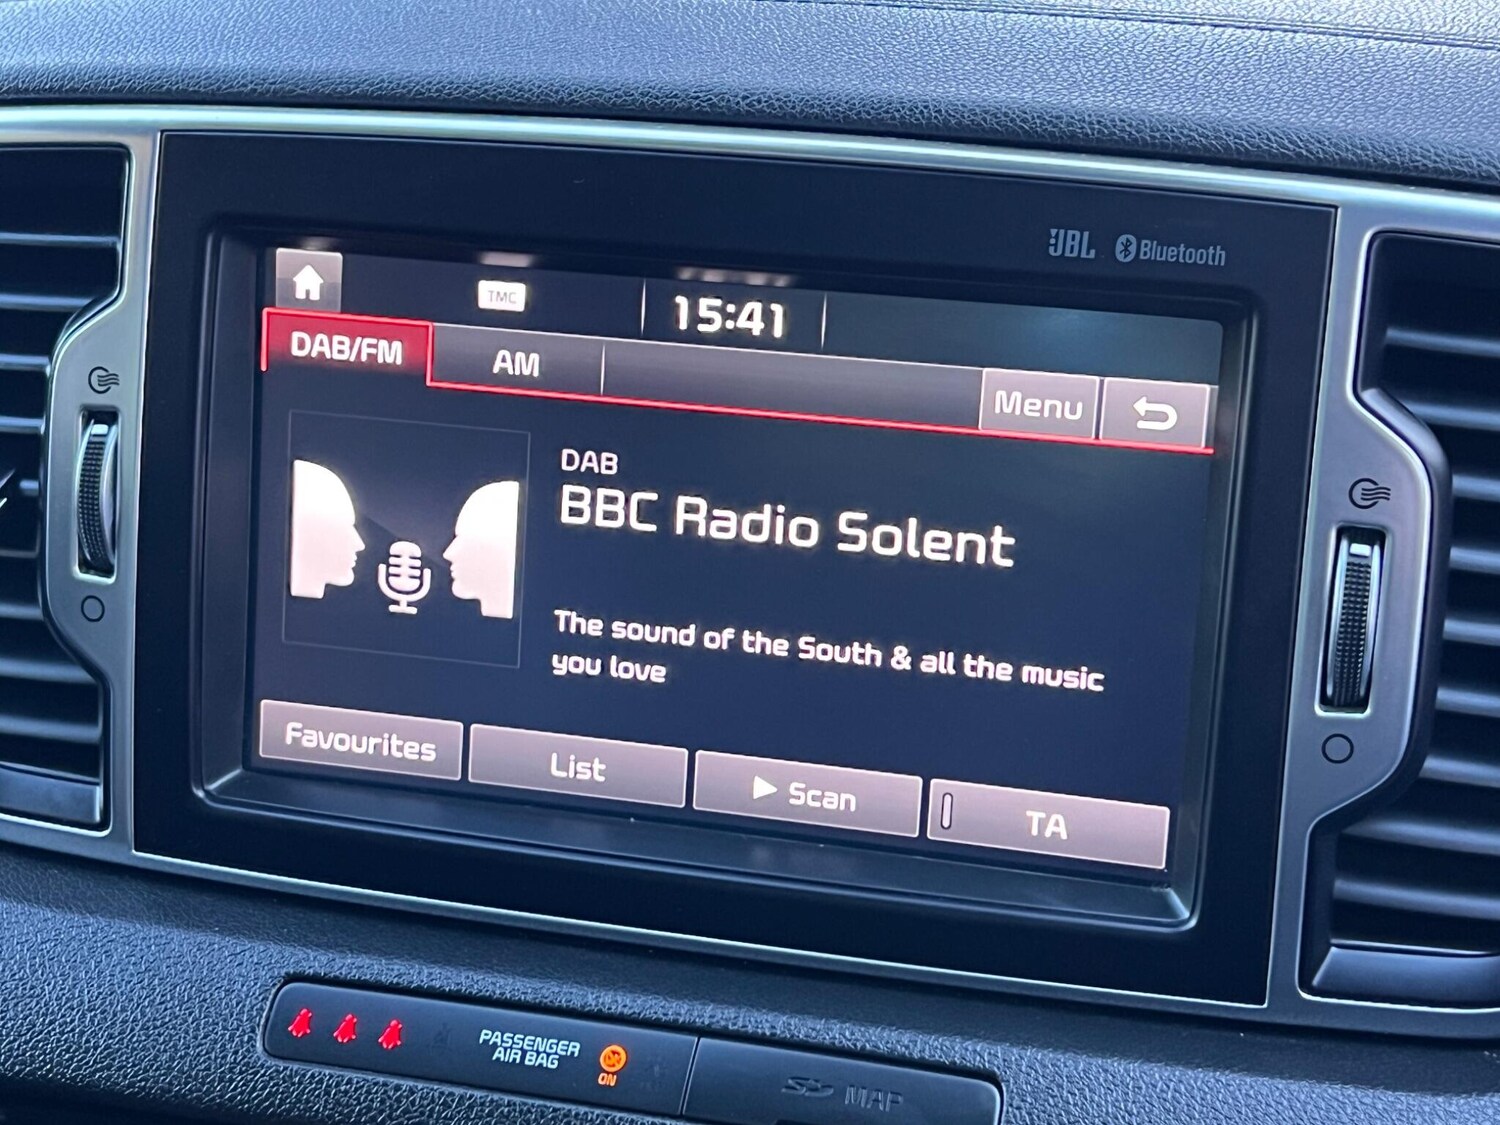 JBL Bluetooth
TMC 15:41
DAB/FM AM Menu
DAB
BBC Radio Solent
The sound of the South & all the music
you love
Favourites List Scan TA
PASSENGER
AIR BAG
ON
SD MAP